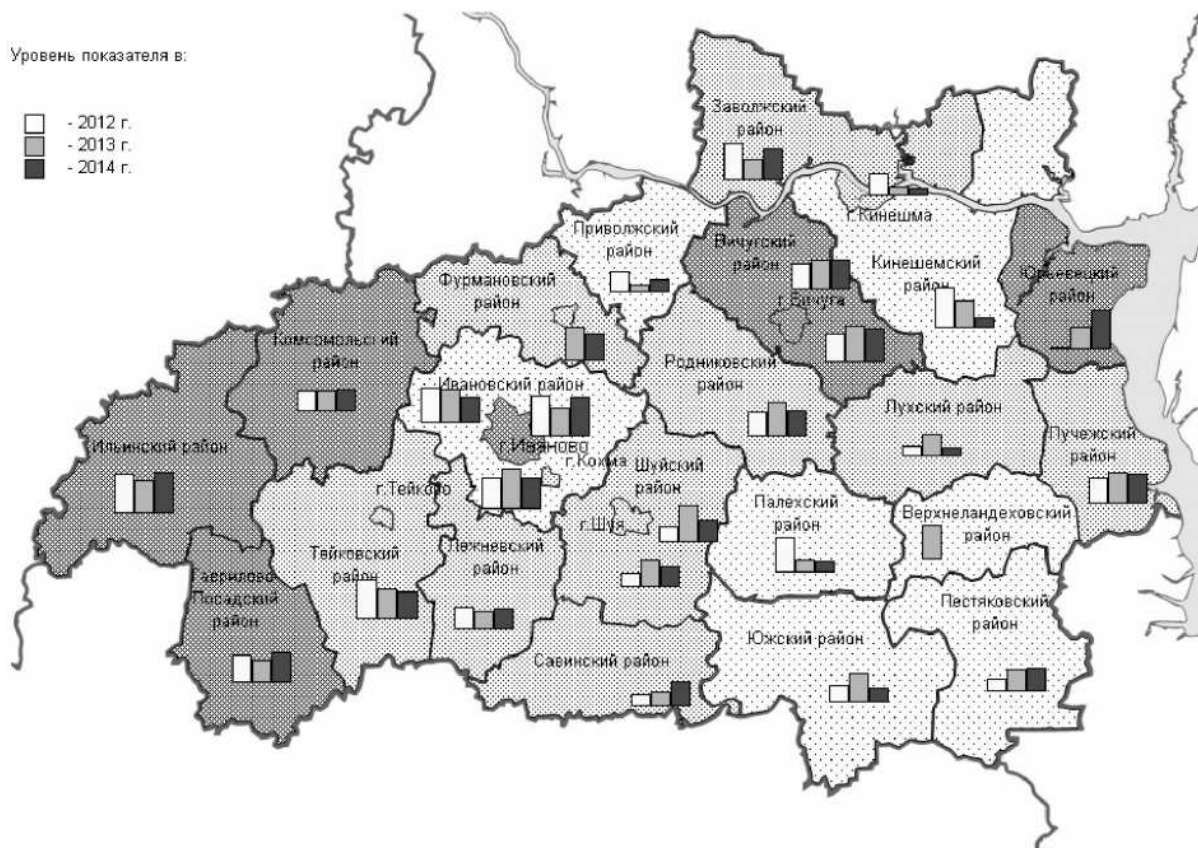 Уровень показателя в:
- 2012 г.
- 2013 г.
- 2014 г.
Заволжский
район
г.Кинешма
Приволжский
район
Вичугский
район
г.Вичуга
Кинешемский
район
Юрьевецкий
район
Фурмановский
район
Комсомольский
район
Ивановский район
г.Иваново
г.Кохма
Родниковский
район
Лухский район
Пучежский
район
Ильинский район
г.Тейково
Тейковский
район
Лежневский
район
Шуйский
район
г.Шуя
Палехский
район
Верхнеландеховский
район
Гаврилово
Посадский
район
Савинский район
Южский район
Пестяковский
район